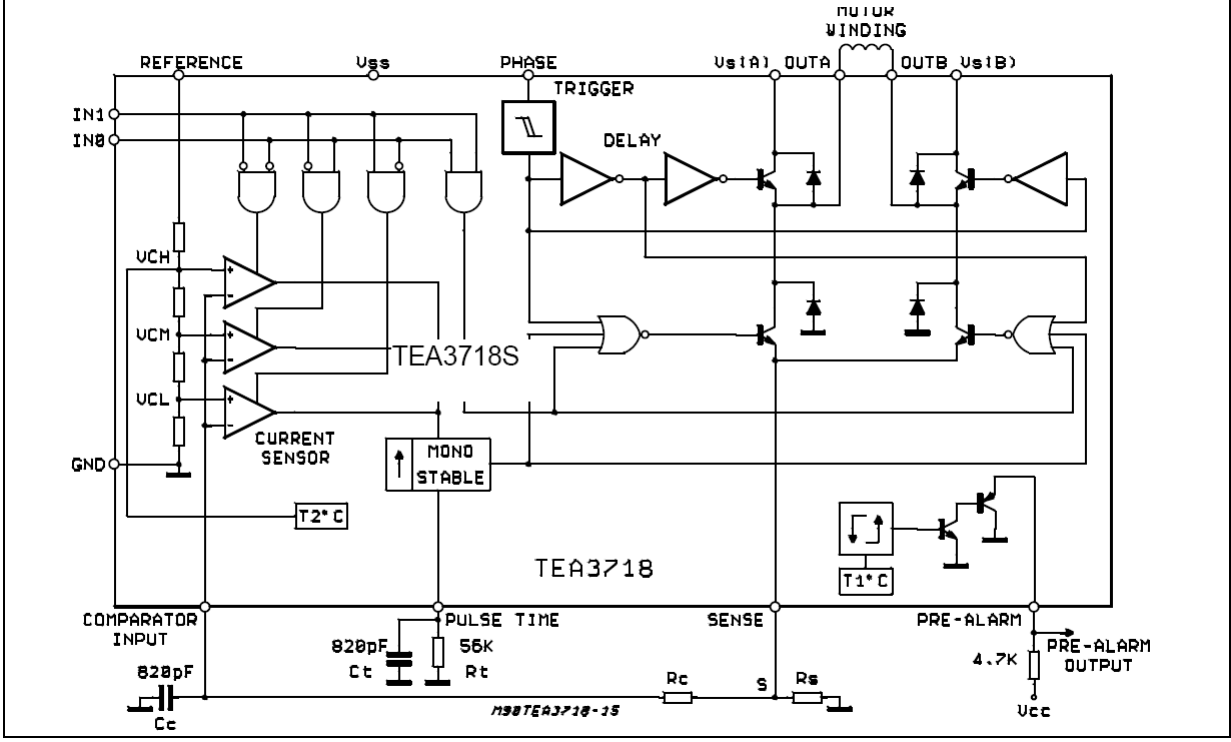 MOTOR
WINDING
REFERENCE
Vss
PHASE
Vs(A)
OUTA
OUTB
Vs(B)
TRIGGER
IN1
IN0
DELAY
VCH
VCM
TEA3718S
VCL
CURRENT
SENSOR
MONO
STABLE
GND
T2°C
TEA3718
T1°C
COMPARATOR
INPUT
PULSE TIME
SENSE
PRE-ALARM
PRE-ALARM
OUTPUT
820pF
Ct
56K
Rt
4.7K
820pF
Cc
Rc
S
Rs
Vcc
M90TEA3718-15